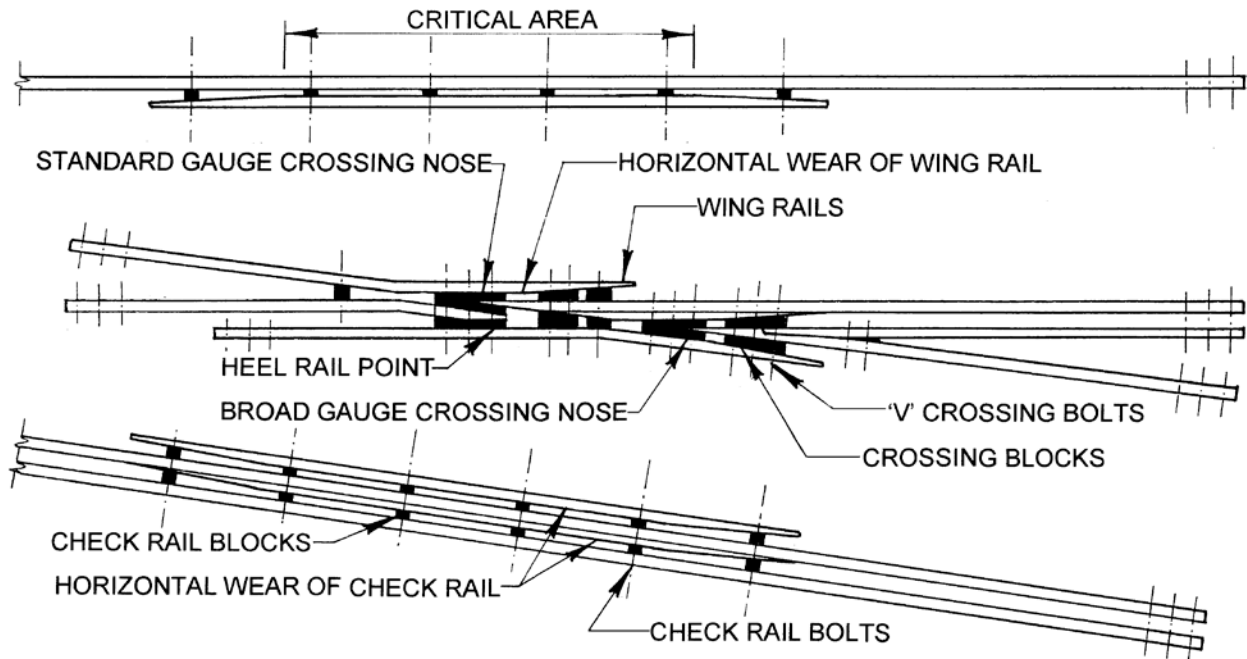 CRITICAL AREA
STANDARD GAUGE CROSSING NOSE
HORIZONTAL WEAR OF WING RAIL
WING RAILS
HEEL RAIL POINT
BROAD GAUGE CROSSING NOSE
'V' CROSSING BOLTS
CROSSING BLOCKS
CHECK RAIL BLOCKS
HORIZONTAL WEAR OF CHECK RAIL
CHECK RAIL BOLTS